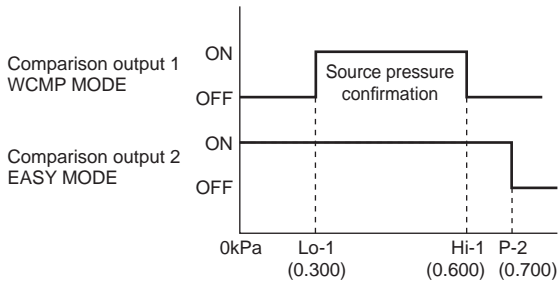 Comparison output 1
WCMP MODE
ON
OFF
Source pressure
confirmation
Comparison output 2
EASY MODE
ON
OFF
0kPa Lo-1 Hi-1 P-2
(0.300) (0.600) (0.700)